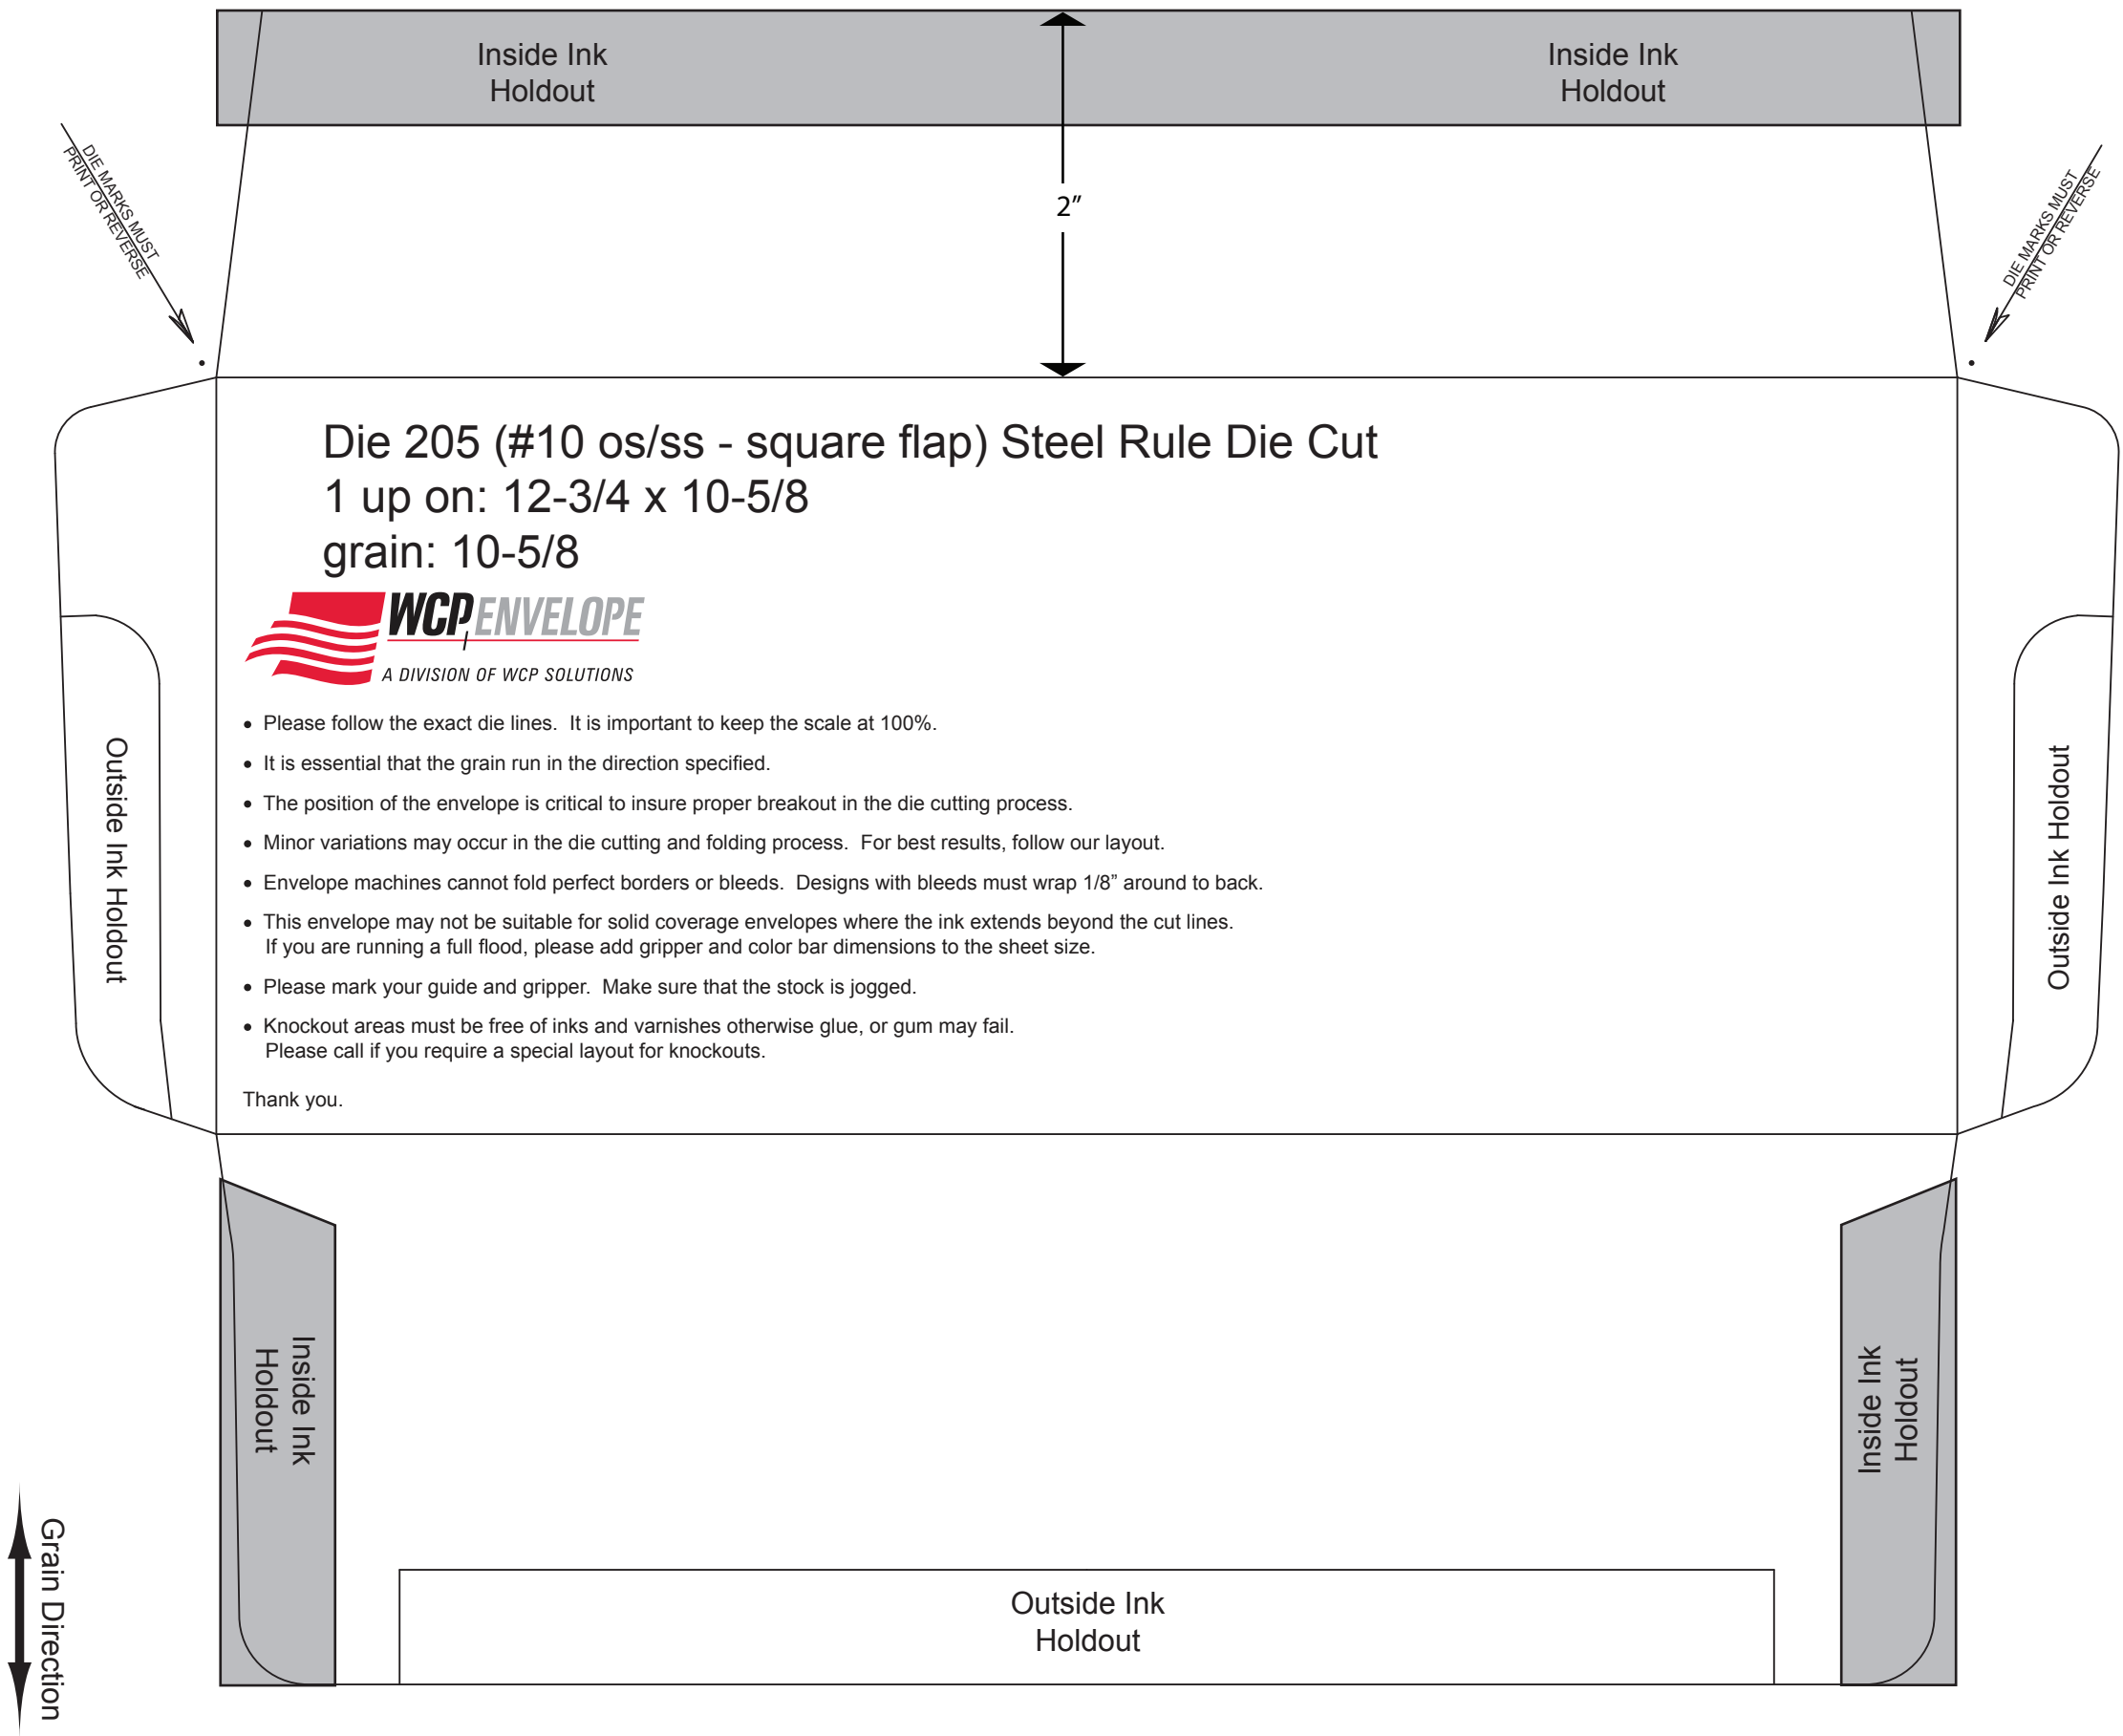 Inside Ink
Holdout
Inside Ink
Holdout
DIE MARKS MUST
PRINT OR REVERSE
2”
DIE MARKS MUST
PRINT OR REVERSE
Die 205 (#10 os/ss - square flap) Steel Rule Die Cut
1 up on: 12-3/4 x 10-5/8
grain: 10-5/8
WCP ENVELOPE
A DIVISION OF WCP SOLUTIONS
• Please follow the exact die lines.  It is important to keep the scale at 100%.
• It is essential that the grain run in the direction specified.
• The position of the envelope is critical to insure proper breakout in the die cutting process.
• Minor variations may occur in the die cutting and folding process.  For best results, follow our layout.
• Envelope machines cannot fold perfect borders or bleeds.  Designs with bleeds must wrap 1/8” around to back.
• This envelope may not be suitable for solid coverage envelopes where the ink extends beyond the cut lines.
If you are running a full flood, please add gripper and color bar dimensions to the sheet size.
• Please mark your guide and gripper.  Make sure that the stock is jogged.
• Knockout areas must be free of inks and varnishes otherwise glue, or gum may fail.
Please call if you require a special layout for knockouts.
Thank you.
Outside Ink Holdout
Outside Ink Holdout
Inside Ink
Holdout
Inside Ink
Holdout
Outside Ink
Holdout
Grain Direction